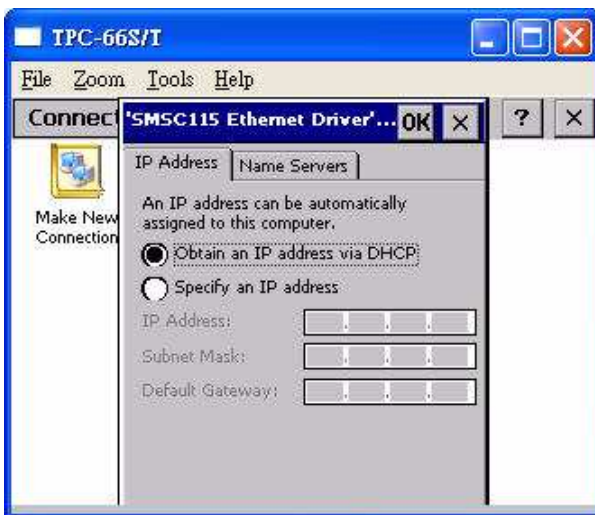 TPC-66S/T
File Zoom Tools Help
Connect
'SMSC115 Ethernet Driver'... OK ×
? ×
Make New
Connection
IP Address Name Servers
An IP address can be automatically
assigned to this computer.
Obtain an IP address via DHCP
Specify an IP address
IP Address:
Subnet Mask:
Default Gateway: